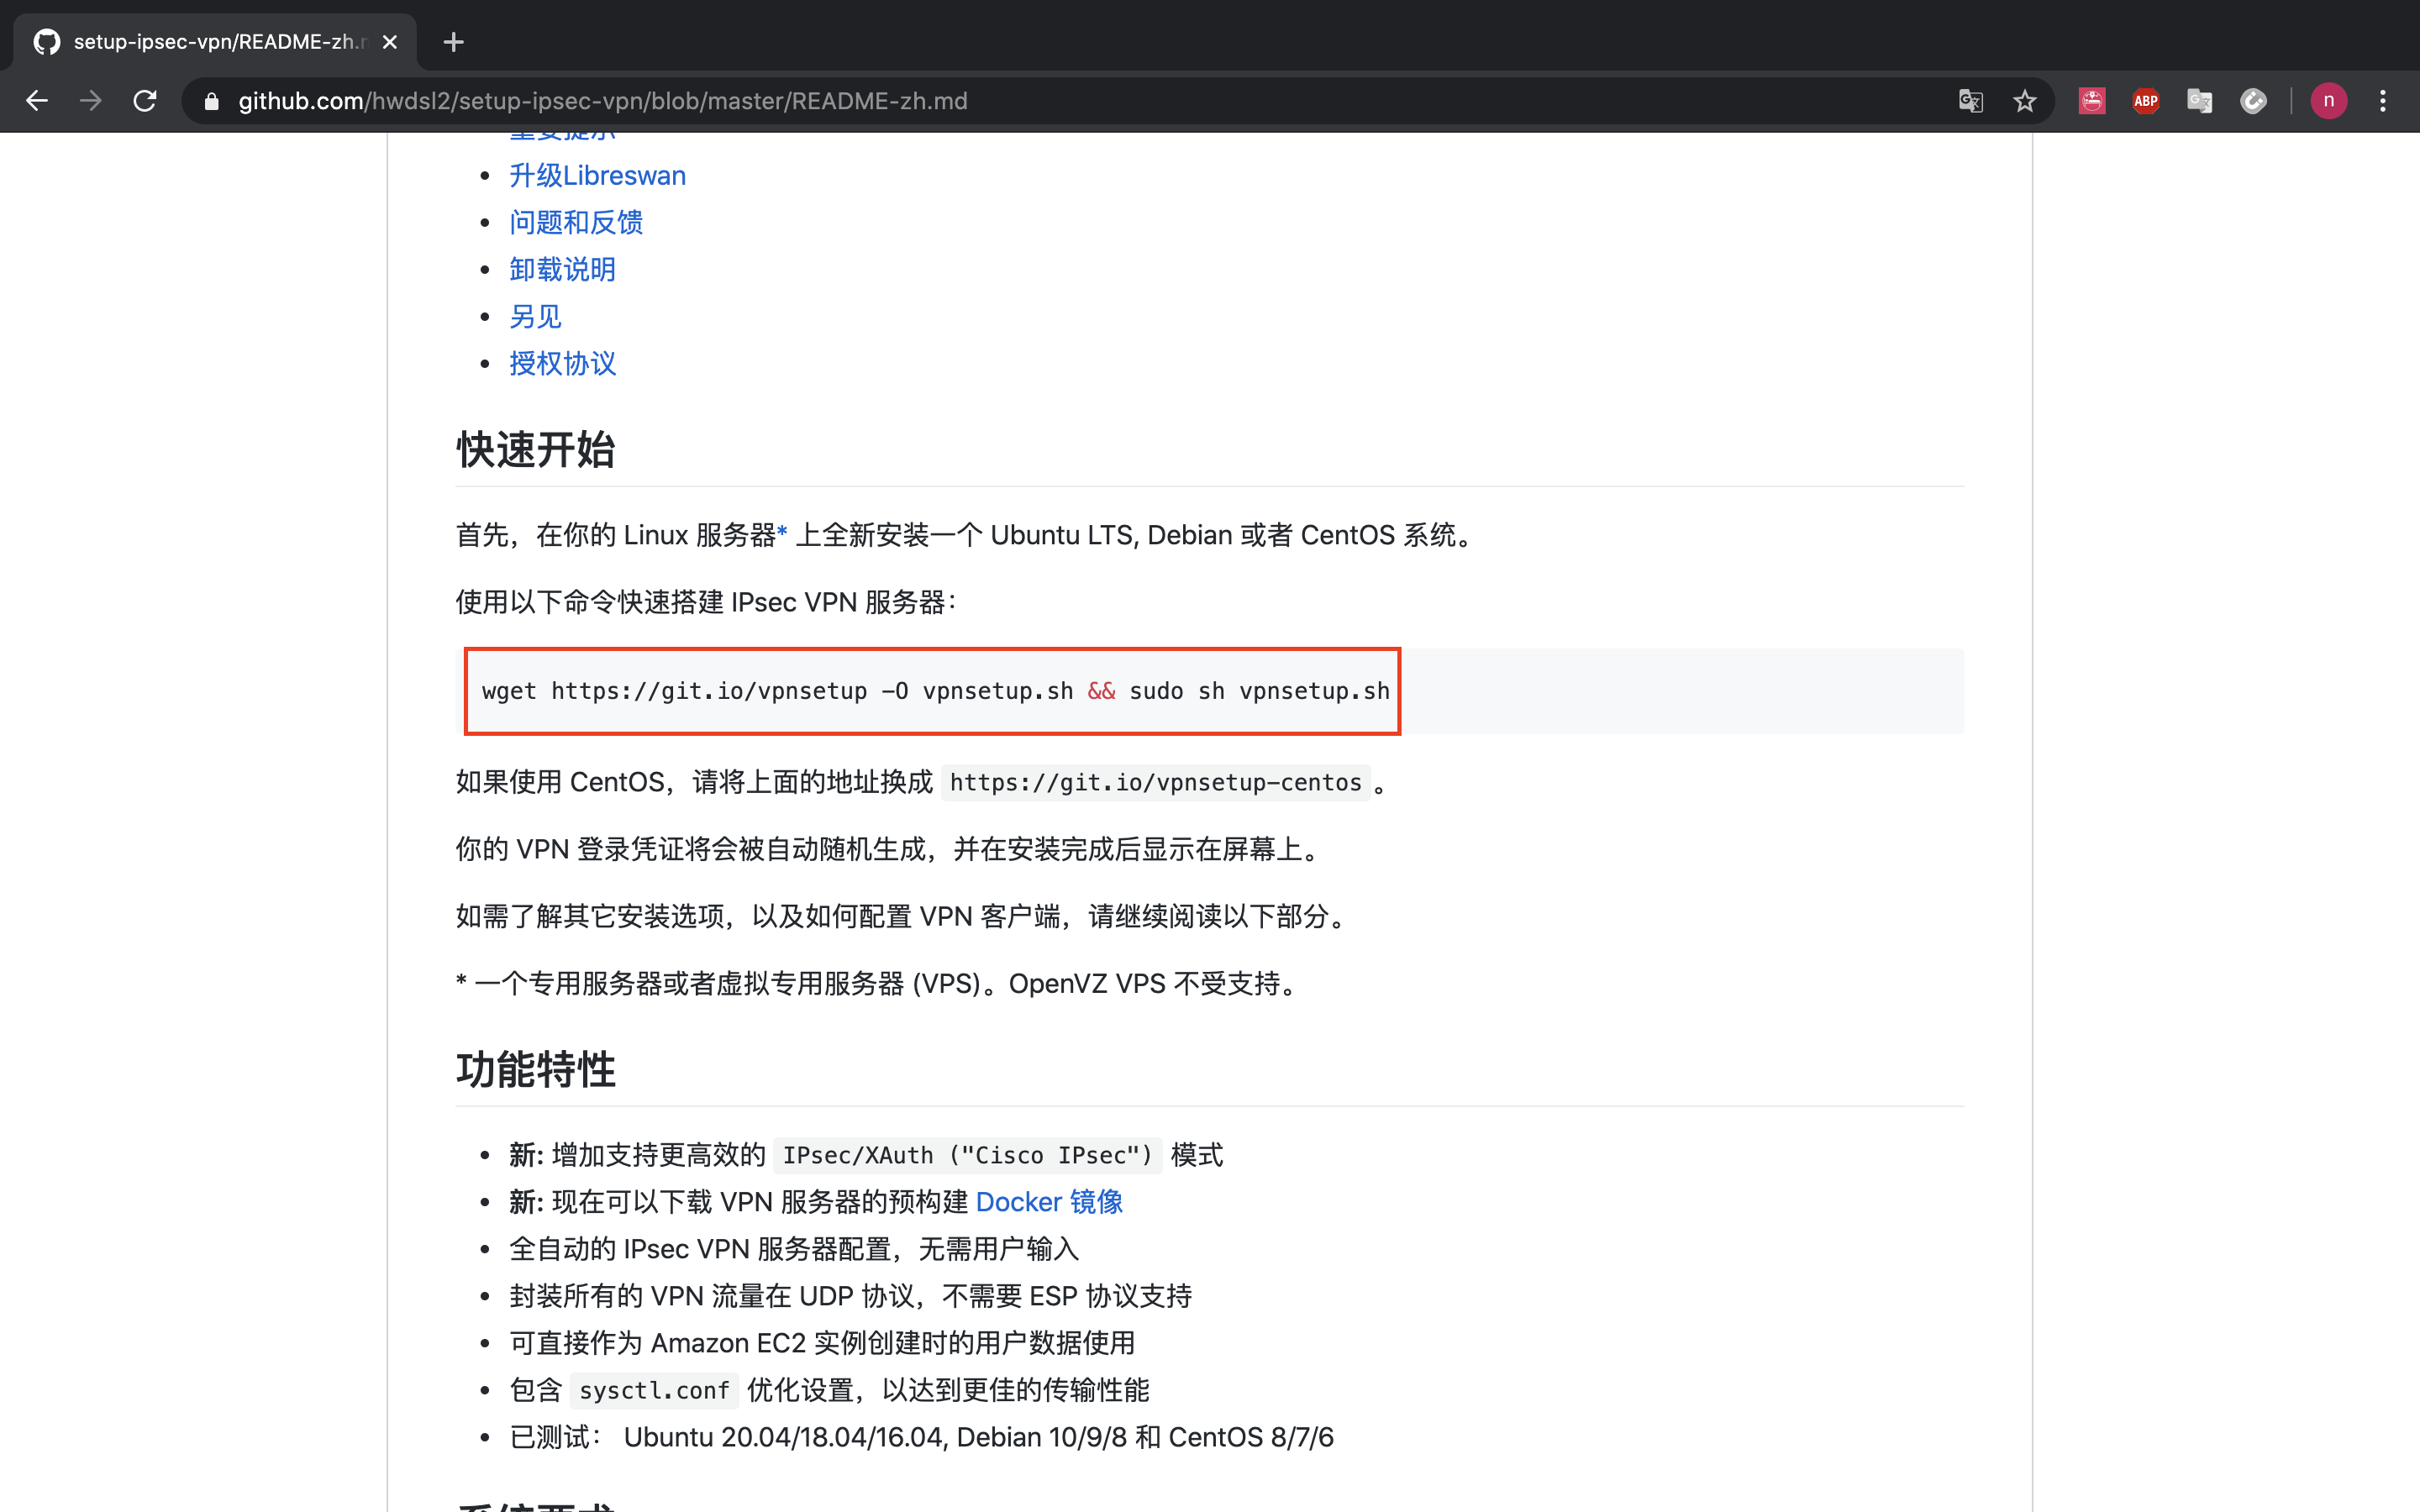 setup-ipsec-vpn/README-zh.m
github.com/hwdsl2/setup-ipsec-vpn/blob/master/README-zh.md
ABP
n
重要提示
升级Libreswan
问题和反馈
卸载说明
另见
授权协议
快速开始
首先，在你的 Linux 服务器* 上全新安装一个 Ubuntu LTS, Debian 或者 CentOS 系统。
使用以下命令快速搭建 IPsec VPN 服务器：
wget https://git.io/vpnsetup -O vpnsetup.sh && sudo sh vpnsetup.sh
如果使用 CentOS，请将上面的地址换成 https://git.io/vpnsetup-centos 。
你的 VPN 登录凭证将会被自动随机生成，并在安装完成后显示在屏幕上。
如需了解其它安装选项，以及如何配置 VPN 客户端，请继续阅读以下部分。
* 一个专用服务器或者虚拟专用服务器 (VPS)。OpenVZ VPS 不受支持。
功能特性
新: 增加支持更高效的 IPsec/XAuth ("Cisco IPsec") 模式
新: 现在可以下载 VPN 服务器的预构建 Docker 镜像
全自动的 IPsec VPN 服务器配置，无需用户输入
封装所有的 VPN 流量在 UDP 协议，不需要 ESP 协议支持
可直接作为 Amazon EC2 实例创建时的用户数据使用
包含 sysctl.conf 优化设置，以达到更佳的传输性能
已测试： Ubuntu 20.04/18.04/16.04, Debian 10/9/8 和 CentOS 8/7/6
系统要求